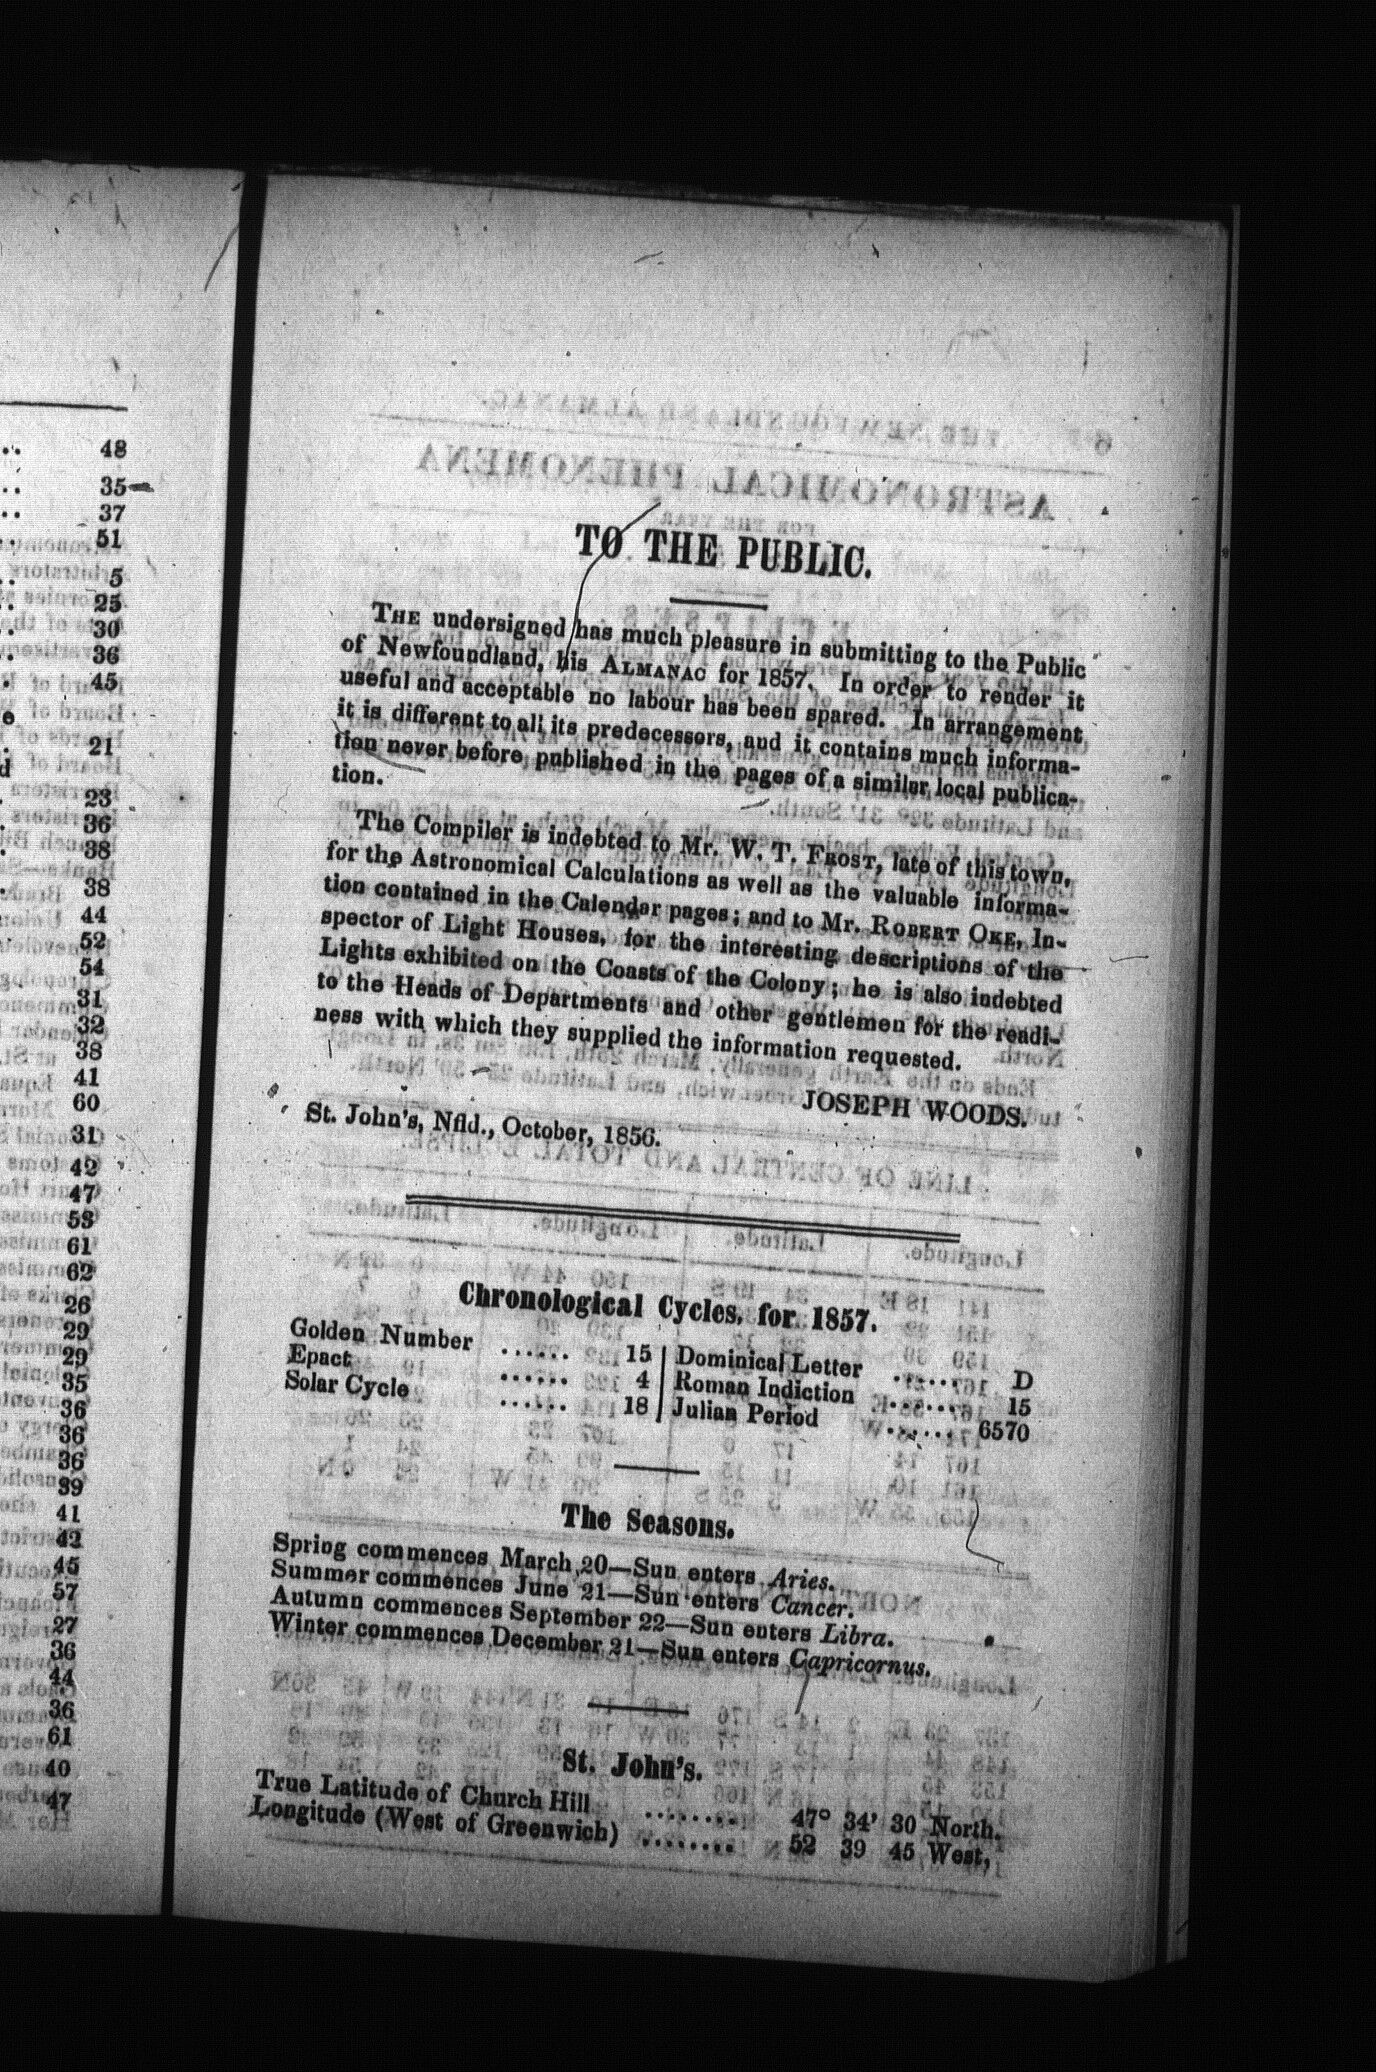 48
35
37
51
5
25
30
36
45
21
23
36
38
38
44
52
54
31
32
38
41
60
31
42
47
53
61
62
26
29
29
35
36
36
36
39
41
42
45
57
27
36
44
36
61
40
47
TO THE PUBLIC.
THE undersigned has much pleasure in submitting to the Public
of Newfoundland, his ALMANAC for 1857. In order to render it
useful and acceptable no labour has been spared. In arrangement
it is different to all its predecessors, and it contains much informa-
tion never before published in the pages of a similar local publica-
tion.
The Compiler is indebted to Mr. W. T. FROST, late of this town,
for the Astronomical Calculations as well as the valuable informa-
tion contained in the Calendar pages; and to Mr. ROBERT OKE, In-
spector of Light Houses, for the interesting descriptions of the
Lights exhibited on the Coasts of the Colony; he is also indebted
to the Heads of Departments and other gentlemen for the readi-
ness with which they supplied the information requested.
JOSEPH WOODS.
St. John's, Nfld., October, 1856.
Chronological Cycles, for 1857.
Golden Number ...... 15 | Dominical Letter ...... D
Epact ...... 4 | Roman Indiction ...... 15
Solar Cycle ...... 18 | Julian Period ...... 6570
The Seasons.
Spring commences March 20—Sun enters Aries.
Summer commences June 21—Sun enters Cancer.
Autumn commences September 22—Sun enters Libra.
Winter commences December 21—Sun enters Capricornus.
St. John's.
True Latitude of Church Hill ........ 47° 34' 30 North.
Longitude (West of Greenwich) ........ 52 39 45 West,